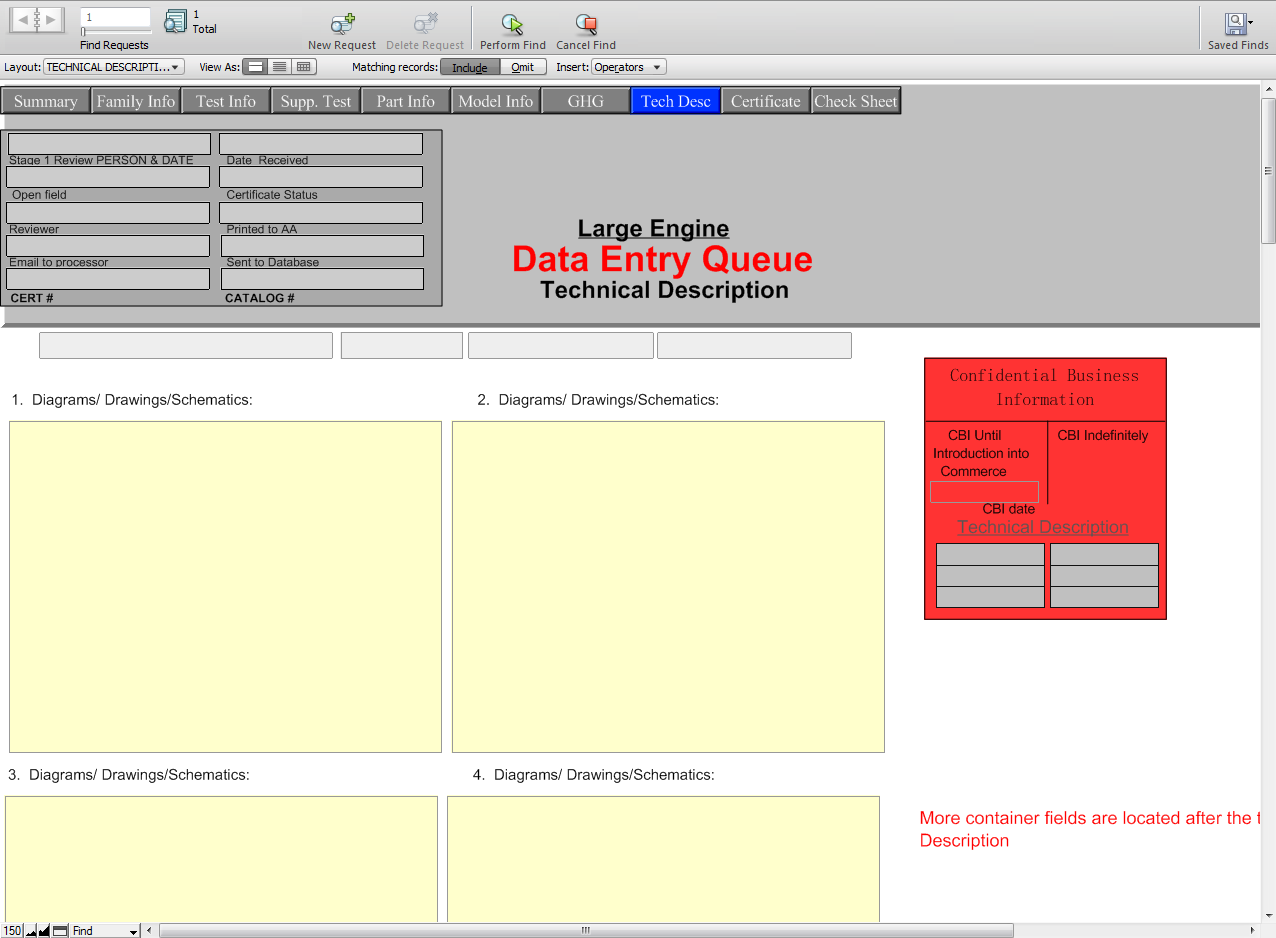 1
Find Requests
1
Total
New Request
Delete Request
Perform Find
Cancel Find
Saved Finds
Layout: TECHNICAL DESCRIPTI... View As: Matching records: Include Omit Insert: Operators
Summary Family Info Test Info Supp. Test Part Info Model Info GHG Tech Desc Certificate Check Sheet
Stage 1 Review PERSON & DATE Date Received
Open field Certificate Status
Reviewer Printed to AA
Email to processor Sent to Database
CERT # CATALOG #
Large Engine
Data Entry Queue
Technical Description
Confidential Business
Information
CBI Until
Introduction into
Commerce
CBI Indefinitely
CBI date
Technical Description
1. Diagrams/ Drawings/Schematics: 2. Diagrams/ Drawings/Schematics:
3. Diagrams/ Drawings/Schematics: 4. Diagrams/ Drawings/Schematics:
More container fields are located after the
Description
150 Find